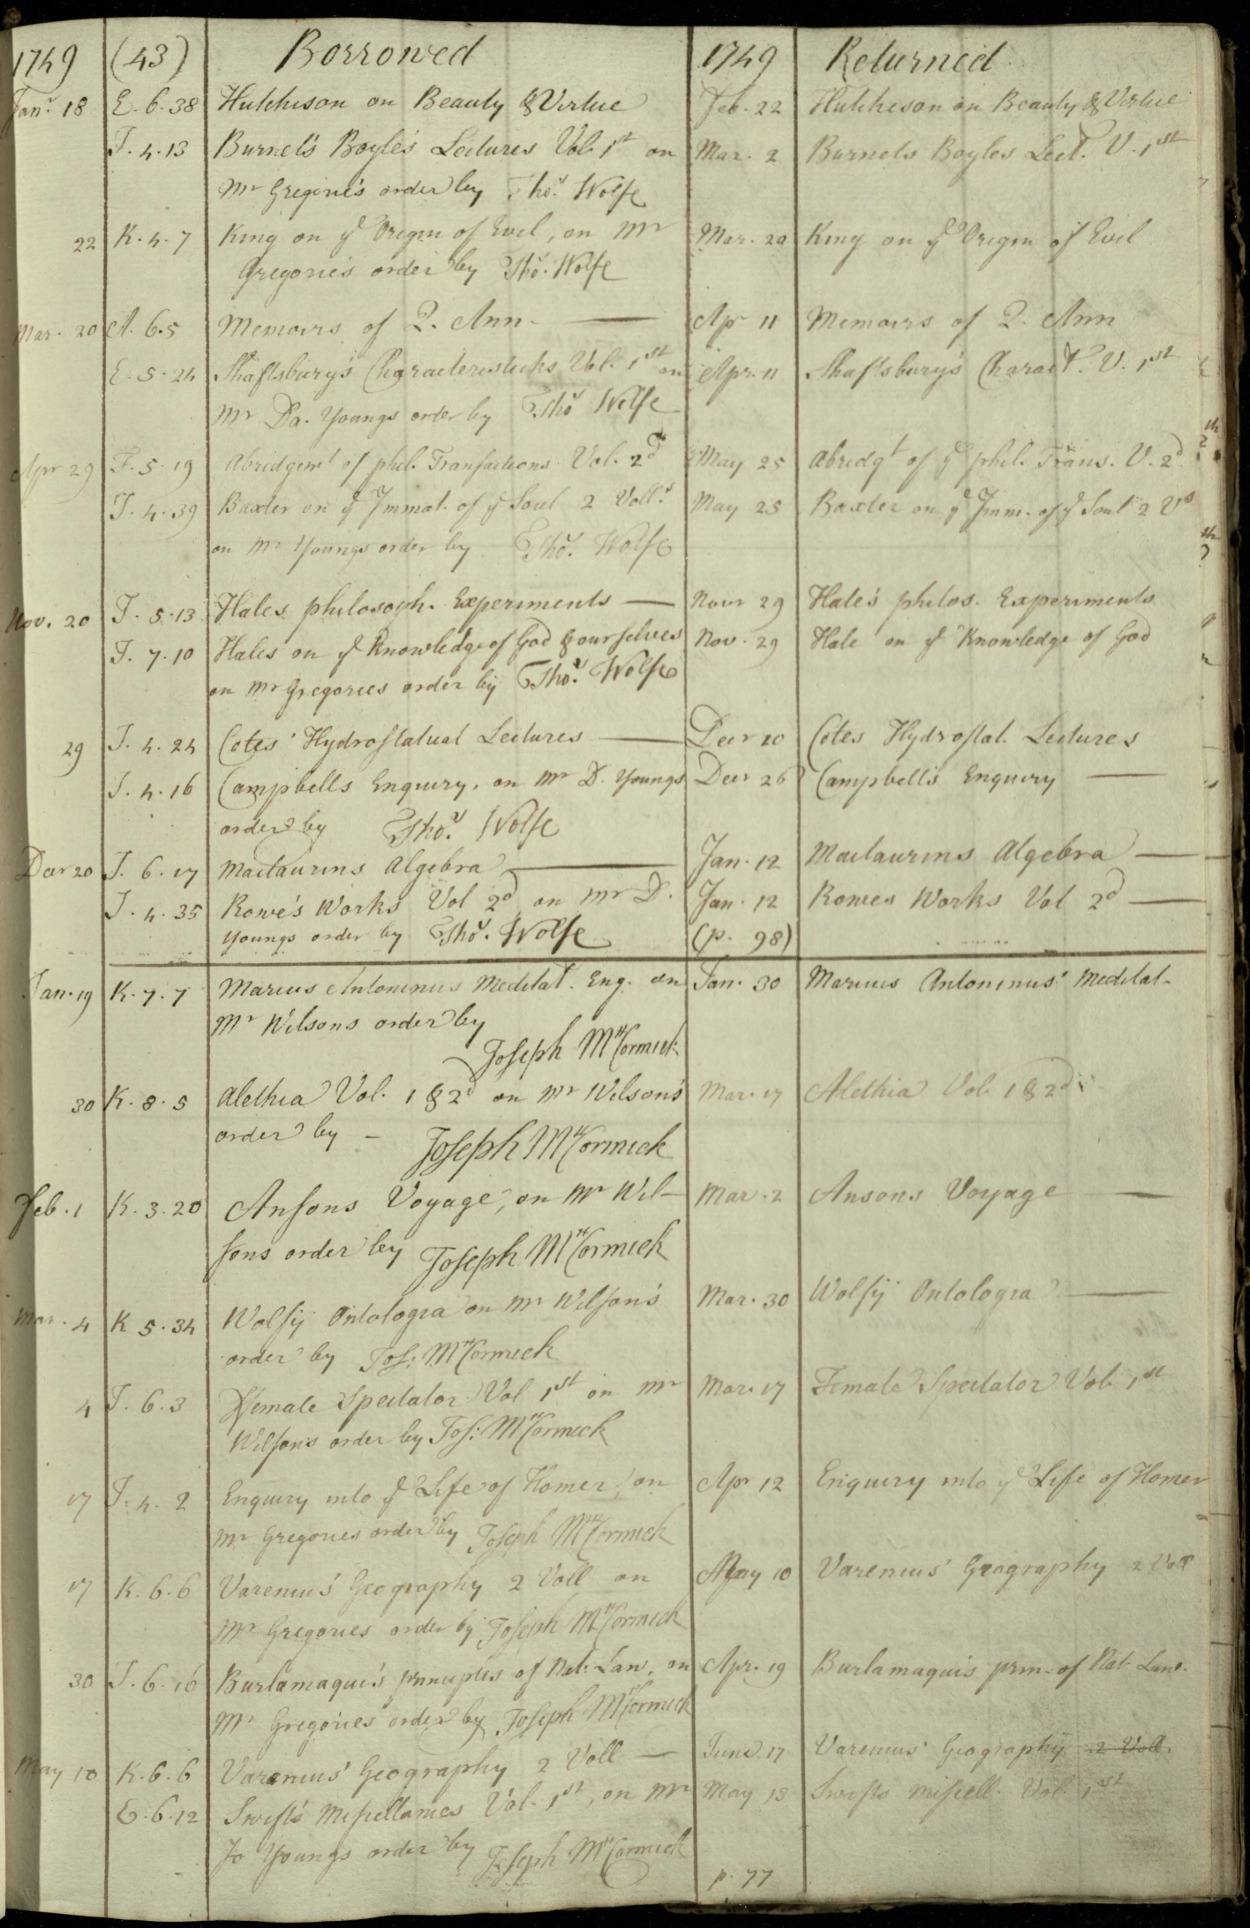 1749 (43) Borrowed 1749 Returned
Janr. 18 E. 6. 38 Hutcheson on Beauty & Virtue Feb. 22 Hutcheson on Beauty & Virtue
I. 4. 13 Burnet's Boyle's Lectures Vol. 1st on Mar. 2 Burnets Boyles Lect. V. 1st
Mr Gregorie's order by Thos. Wolfe
22 K. 4. 7 King on ye Origin of Evil, on Mr Mar. 20 King on ye Origin of Evil
Gregorie's order by Thos. Wolfe
Mar. 20 A. 6. 5 Memoirs of Q. Ann — Apr 11 Memoirs of Q. Ann
E. 5. 24 Shaftsbury's Characteristicks Vol. 1st on Apr. 11 Shaftsbury's Charact. V. 1st
Mr Da. Youngs order by Thos Wolfe
Apr 29 F. 5. 19 Abridgemt of phil. Transactions Vol. 2d May 25 Abridgt of ye phil. Trans. V. 2d
I. 4. 39 Baxter on ye Immat. of ye Soul 2 Voll.s May 25 Baxter on ye Imm. of ye Soul 2 Vs
on Mr Youngs order by Thos. Wolfe
Nov. 20 I. 5. 13 Hales philosoph. Experiments — Novr 29 Hale's philos. Experiments
I. 7. 10 Hales on ye Knowledge of God & ourselves Nov. 29 Hale on ye Knowledge of God
on Mr Gregories order by Thos. Wolfe
29 I. 4. 24 Cotes' Hydrostatical Lectures — Decr 20 Cotes Hydrostat. Lectures
I. 4. 16 Campbells Enquiry, on Mr D. Youngs Decr 26 Campbell's Enquiry —
order by Thos. Wolfe
Decr 20 I. 6. 17 Maclaurins Algebra — Jan. 12 Maclaurins Algebra —
I. 4. 35 Rowe's Works Vol 2d on Mr D. Jan. 12 Rowes Works Vol 2d —
Youngs order by Thos. Wolfe (p. 98)
Jan. 19 K. 7. 7 Marcus Antoninus Meditat. Eng. on Jan. 30 Marcus Antoninus' Meditat.
Mr Wilsons order by
Joseph McCormick
30 K. 8. 5 Alethia Vol. 1 & 2d on Mr Wilson's Mar. 17 Alethia Vol. 1 & 2d
order by — Joseph McCormick
Feb. 1 K. 3. 20 Ansons Voyage, on Mr Wil- Mar. 2 Ansons Voyage —
sons order by Joseph McCormick
Mar. 4 K 5. 34 Wolfij Ontologia on Mr Wilson's Mar. 30 Wolfij Ontologia —
order by Jos: McCormick
4 I. 6. 3 Female Spectator Vol 1st on Mr Mar. 17 Female Spectator Vol. 1st
Wilsons order by Jos: McCormick
17 I. 4. 2 Enquiry into ye Life of Homer, on Apr 12 Enquiry into ye Life of Homer
Mr Gregories order by Joseph McCormick
17 K. 6. 6 Varenius' Geography 2 Voll on May 10 Varenius' Geography 2 Voll
Mr Gregories order by Joseph McCormick
30 I. 6. 16 Burlamaqui's principles of Nat. Law, on Apr. 19 Burlamaquis prin. of Nat. Law.
Mr Gregories order by Joseph McCormick
May 10 K. 6. 6 Varenius' Geography 2 Voll — June 17 Varenius' Geography 2 Voll.
E. 6. 12 Swift's Miscellanies Vol. 1st, on Mr May 13 Swifts miscell. Vol 1st
Jo Youngs order by Joseph McCormick
p. 77